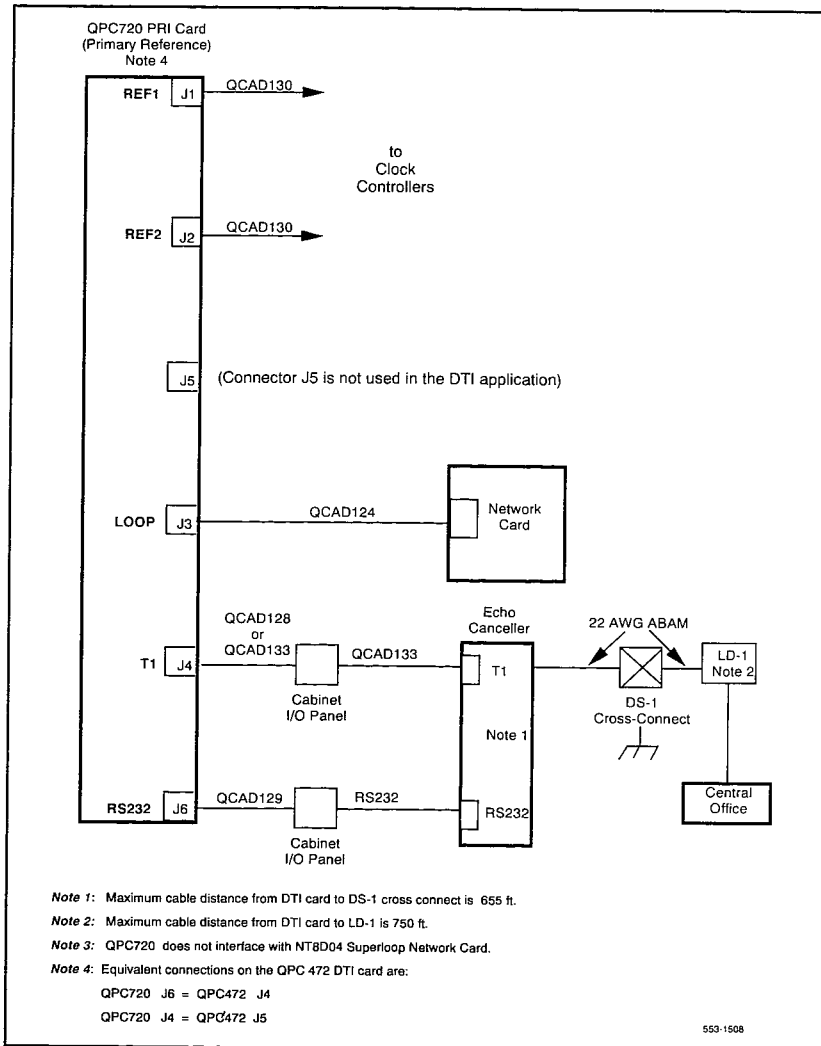 QPC720 PRI Card
(Primary Reference)
Note 4
REF1 J1 QCAD130
to
Clock
Controllers
REF2 J2 QCAD130
J5 (Connector J5 is not used in the DTI application)
LOOP J3 QCAD124
Network
Card
T1 J4
QCAD128
or
QCAD133
Cabinet
I/O Panel
QCAD133
Echo
Canceller
T1
Note 1
RS232
22 AWG ABAM
DS-1
Cross-Connect
LD-1
Note 2
Central
Office
RS232 J6 QCAD129
Cabinet
I/O Panel
RS232
Note 1: Maximum cable distance from DTI card to DS-1 cross connect is 655 ft.
Note 2: Maximum cable distance from DTI card to LD-1 is 750 ft.
Note 3: QPC720 does not interface with NT8D04 Superloop Network Card.
Note 4: Equivalent connections on the QPC 472 DTI card are:
QPC720 J6 = QPC472 J4
QPC720 J4 = QPC472 J5
553-1508